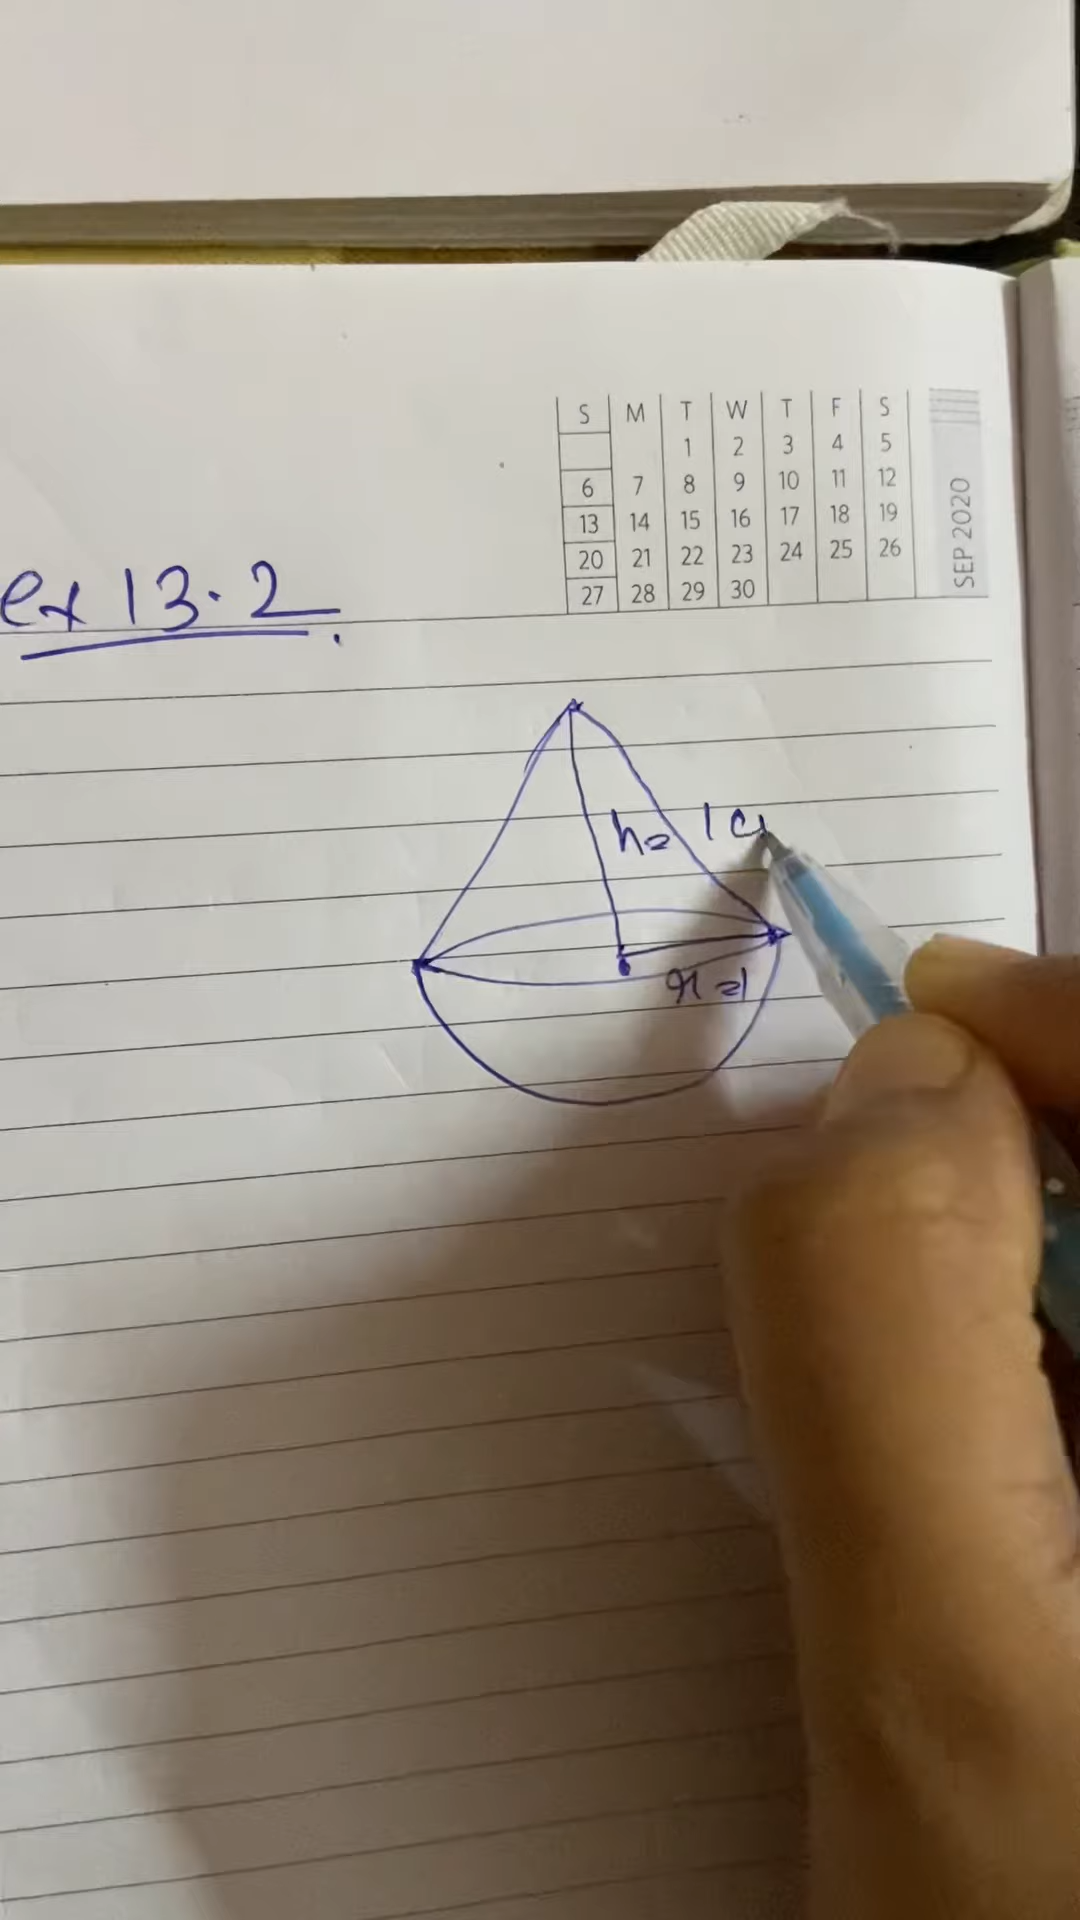 S M T W T F S
1 2 3 4 5
6 7 8 9 10 11 12
13 14 15 16 17 18 19
20 21 22 23 24 25 26
27 28 29 30
SEP 2020
ex 13.2
h= 1c
r=1